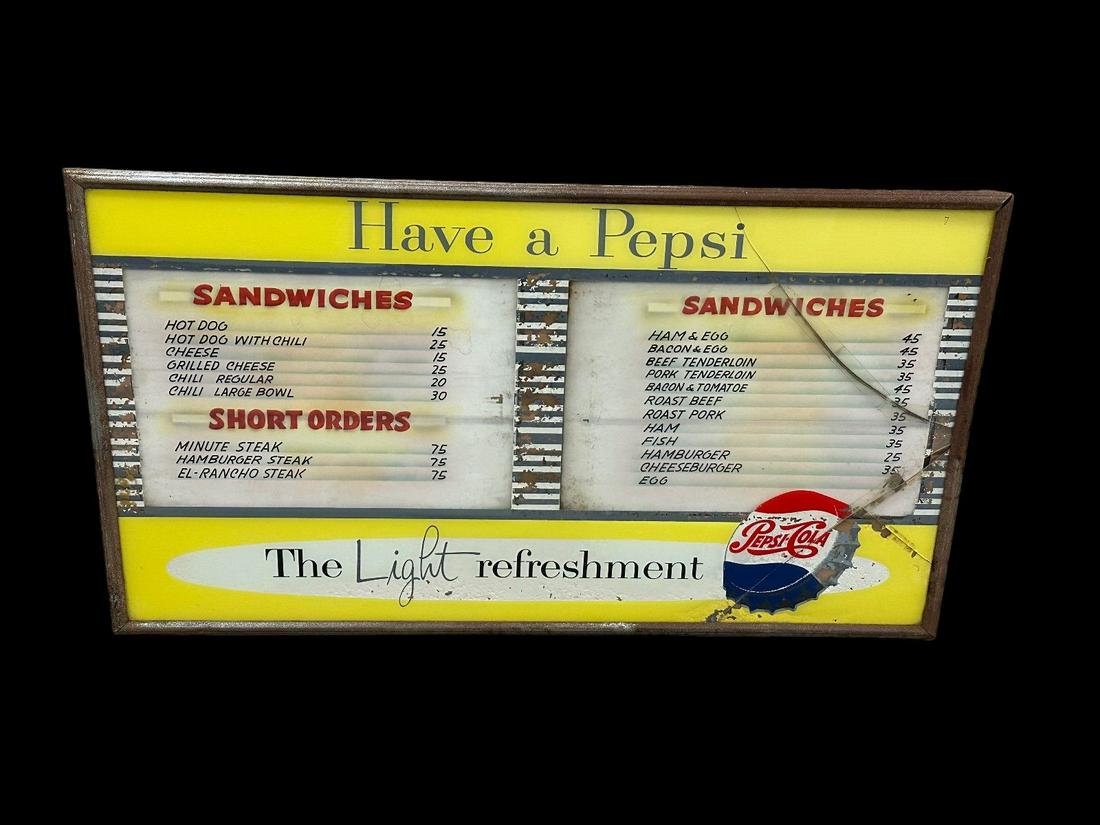 Have a Pepsi
7
SANDWICHES
HOT DOG 15
HOT DOG WITH CHILI 25
CHEESE 15
GRILLED CHEESE 25
CHILI REGULAR 20
CHILI LARGE BOWL 30
SHORT ORDERS
MINUTE STEAK 75
HAMBURGER STEAK 75
EL-RANCHO STEAK 75
SANDWICHES
HAM & EGG 45
BACON & EGG 45
BEEF TENDERLOIN 35
PORK TENDERLOIN 35
BACON & TOMATOE 45
ROAST BEEF 35
ROAST PORK 35
HAM 35
FISH 35
HAMBURGER 25
CHEESEBURGER 35
EGG
The Light refreshment
PEPSI-COLA